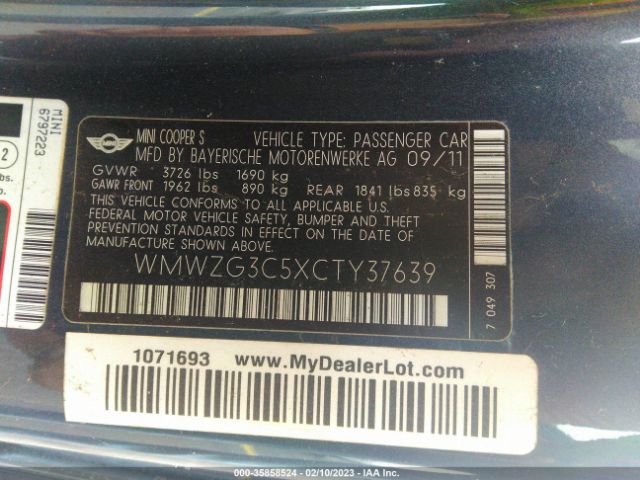 MINI
6797223
2
bs.
MINI COOPER S VEHICLE TYPE: PASSENGER CAR
MFD BY BAYERISCHE MOTORENWERKE AG 09/11
GVWR 3726 lbs 1690 kg
GAWR FRONT 1962 lbs 890 kg REAR 1841 lbs 835 kg
THIS VEHICLE CONFORMS TO ALL APPLICABLE U.S.
FEDERAL MOTOR VEHICLE SAFETY, BUMPER AND THEFT
PREVENTION STANDARDS IN EFFECT ON THE DATE OF
MANUFACTURE SHOWN ABOVE.
WMWZG3C5XCTY37639
7 049 307
1071693 www.MyDealerLot.com
000-35858524 - 02/10/2023 - IAA Inc.